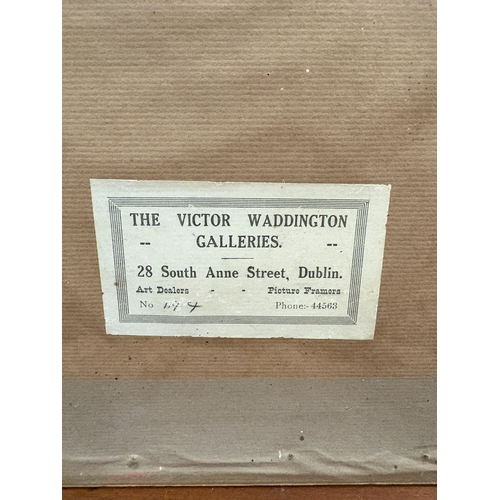 THE VICTOR WADDINGTON
-- GALLERIES. --
28 South Anne Street, Dublin.
Art Dealers - - Picture Framers
No Phone:- 44563